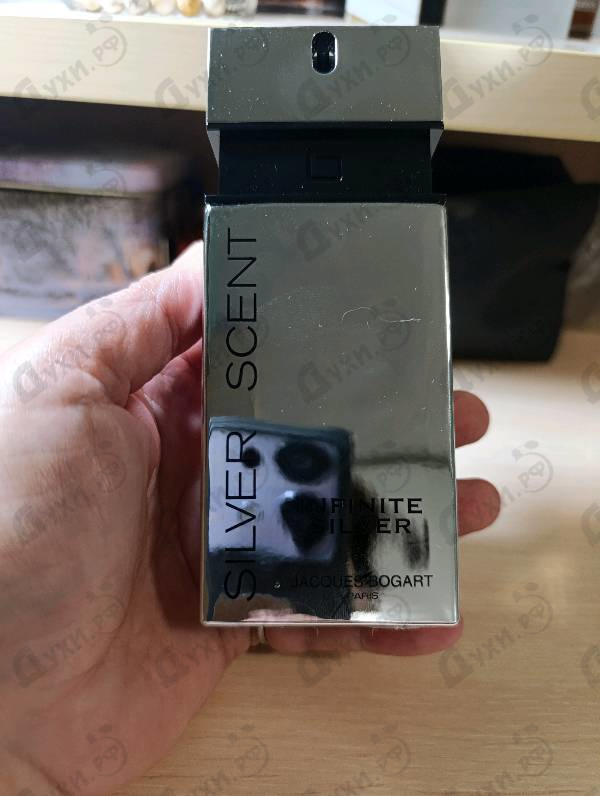 SILVER SCENT
INFINITE
SILVER
JACQUES BOGART
PARIS
Духи.РФ